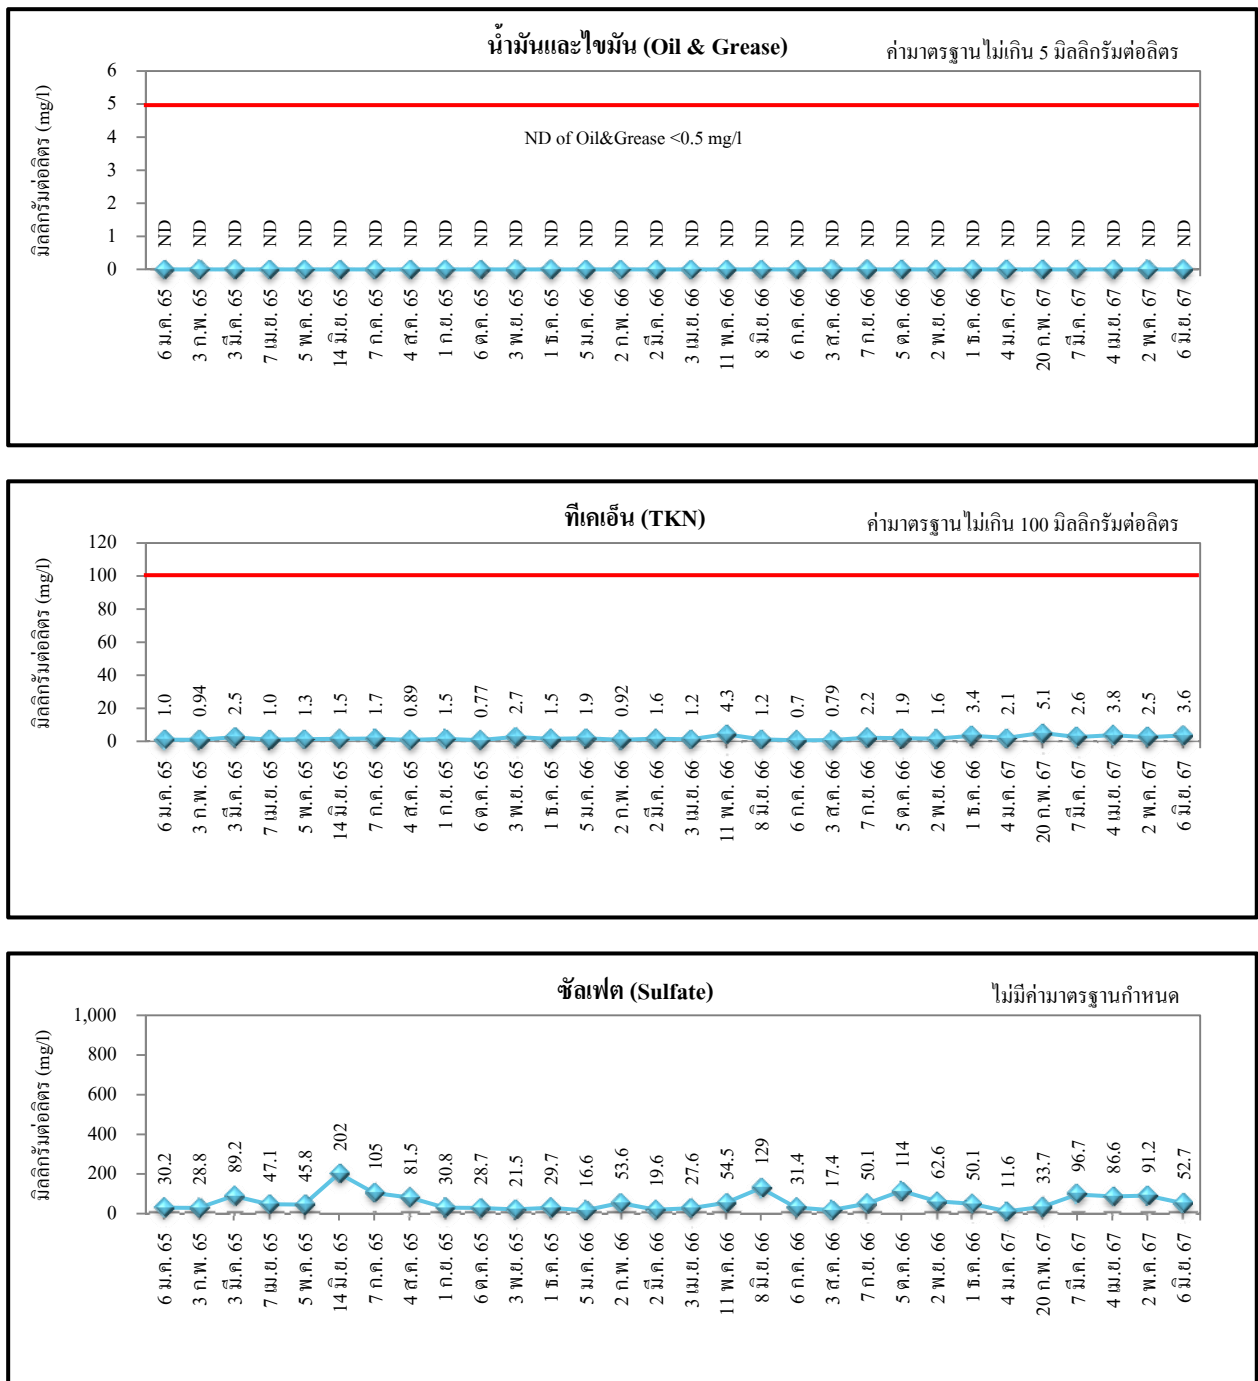 น้ำมันและไขมัน (Oil & Grease)
ค่ามาตรฐานไม่เกิน 5 มิลลิกรัมต่อลิตร
มิลลิกรัมต่อลิตร (mg/l)
6
5
4
3
2
1
0
ND of Oil&Grease <0.5 mg/l
ND ND ND ND ND ND ND ND ND ND ND ND ND ND ND ND ND ND ND ND ND ND ND ND ND ND ND ND ND ND
6 ม.ค. 65 3 ก.พ. 65 3 มี.ค. 65 7 เม.ย. 65 5 พ.ค. 65 14 มิ.ย. 65 7 ก.ค. 65 4 ส.ค. 65 1 ก.ย. 65 6 ต.ค. 65 3 พ.ย. 65 1 ธ.ค. 65 5 ม.ค. 66 2 ก.พ. 66 2 มี.ค. 66 3 เม.ย. 66 11 พ.ค. 66 8 มิ.ย. 66 6 ก.ค. 66 3 ส.ค. 66 7 ก.ย. 66 5 ต.ค. 66 2 พ.ย. 66 1 ธ.ค. 66 4 ม.ค. 67 20 ก.พ. 67 7 มี.ค. 67 4 เม.ย. 67 2 พ.ค. 67 6 มิ.ย. 67
ทีเคเอ็น (TKN)
ค่ามาตรฐานไม่เกิน 100 มิลลิกรัมต่อลิตร
มิลลิกรัมต่อลิตร (mg/l)
120
100
80
60
40
20
0
1.0 0.94 2.5 1.0 1.3 1.5 1.7 0.89 1.5 0.77 2.7 1.5 1.9 0.92 1.6 1.2 4.3 1.2 0.7 0.79 2.2 1.9 1.6 3.4 2.1 5.1 2.6 3.8 2.5 3.6
6 ม.ค. 65 3 ก.พ. 65 3 มี.ค. 65 7 เม.ย. 65 5 พ.ค. 65 14 มิ.ย. 65 7 ก.ค. 65 4 ส.ค. 65 1 ก.ย. 65 6 ต.ค. 65 3 พ.ย. 65 1 ธ.ค. 65 5 ม.ค. 66 2 ก.พ. 66 2 มี.ค. 66 3 เม.ย. 66 11 พ.ค. 66 8 มิ.ย. 66 6 ก.ค. 66 3 ส.ค. 66 7 ก.ย. 66 5 ต.ค. 66 2 พ.ย. 66 1 ธ.ค. 66 4 ม.ค. 67 20 ก.พ. 67 7 มี.ค. 67 4 เม.ย. 67 2 พ.ค. 67 6 มิ.ย. 67
ซัลเฟต (Sulfate)
ไม่มีค่ามาตรฐานกำหนด
มิลลิกรัมต่อลิตร (mg/l)
1,000
800
600
400
200
0
30.2 28.8 89.2 47.1 45.8 202 105 81.5 30.8 28.7 21.5 29.7 16.6 53.6 19.6 27.6 54.5 129 31.4 17.4 50.1 114 62.6 50.1 11.6 33.7 96.7 86.6 91.2 52.7
6 ม.ค. 65 3 ก.พ. 65 3 มี.ค. 65 7 เม.ย. 65 5 พ.ค. 65 14 มิ.ย. 65 7 ก.ค. 65 4 ส.ค. 65 1 ก.ย. 65 6 ต.ค. 65 3 พ.ย. 65 1 ธ.ค. 65 5 ม.ค. 66 2 ก.พ. 66 2 มี.ค. 66 3 เม.ย. 66 11 พ.ค. 66 8 มิ.ย. 66 6 ก.ค. 66 3 ส.ค. 66 7 ก.ย. 66 5 ต.ค. 66 2 พ.ย. 66 1 ธ.ค. 66 4 ม.ค. 67 20 ก.พ. 67 7 มี.ค. 67 4 เม.ย. 67 2 พ.ค. 67 6 มิ.ย. 67